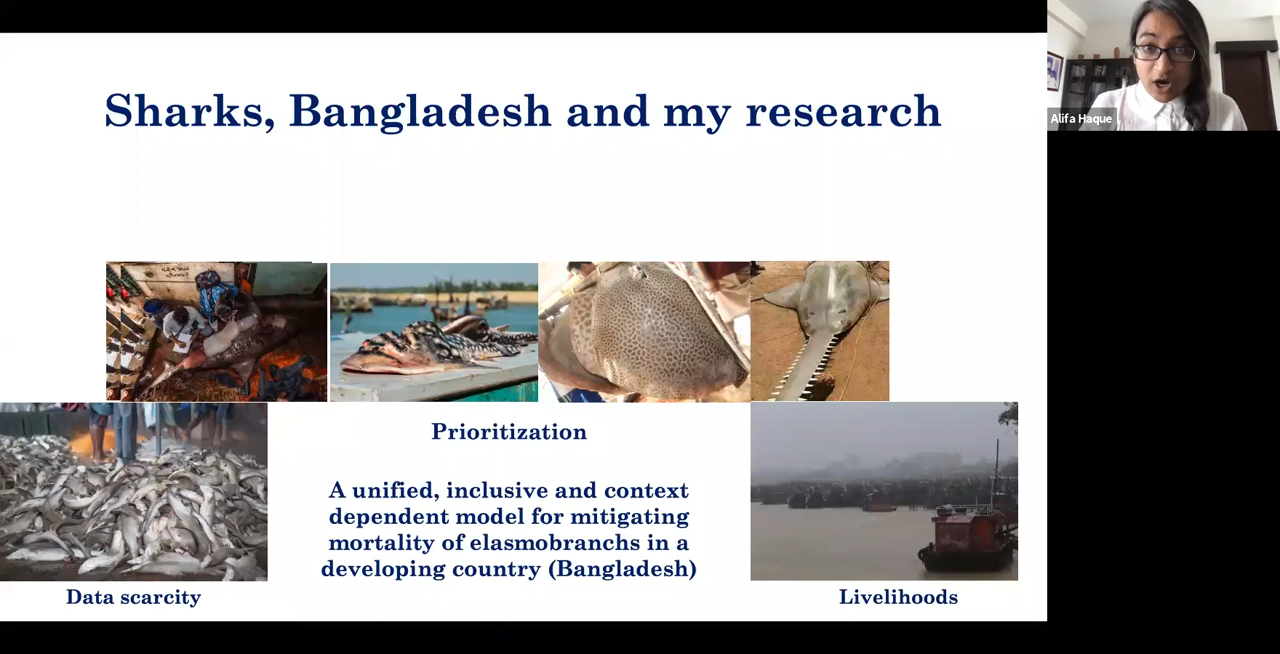 Sharks, Bangladesh and my research
Alifa Haque
Prioritization
A unified, inclusive and context
dependent model for mitigating
mortality of elasmobranchs in a
developing country (Bangladesh)
Data scarcity
Livelihoods